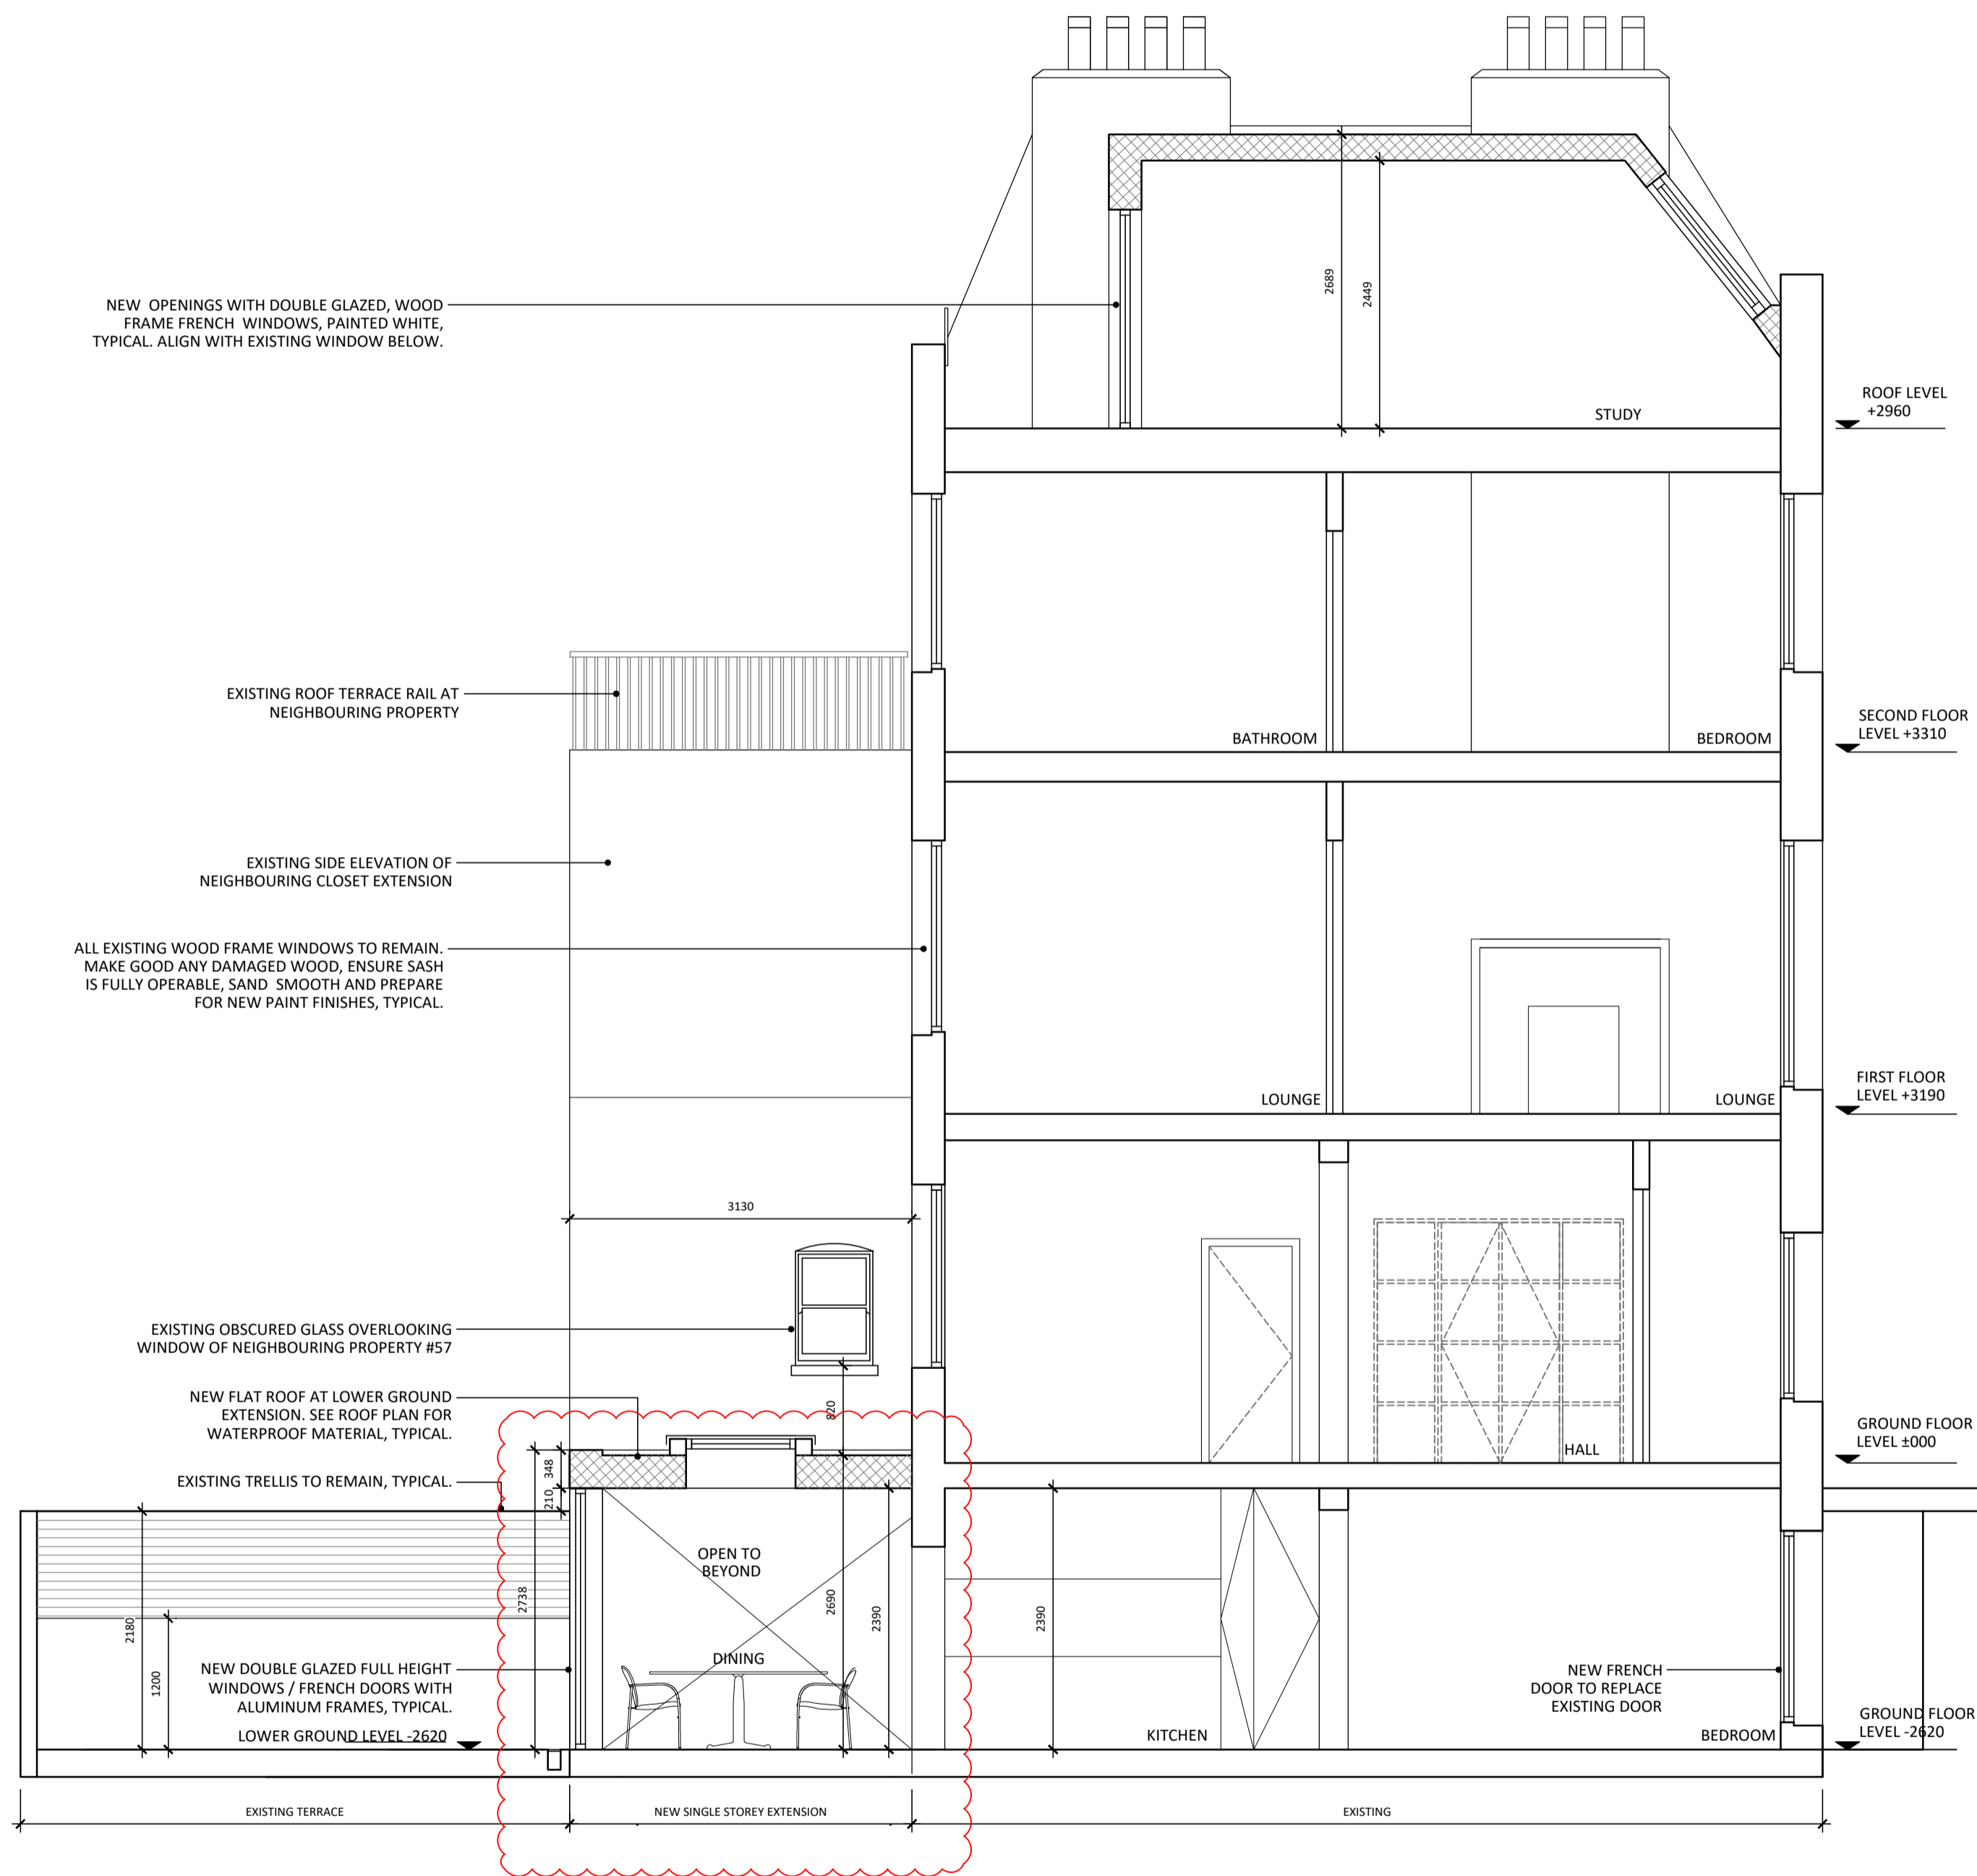 NEW OPENINGS WITH DOUBLE GLAZED, WOOD
FRAME FRENCH WINDOWS, PAINTED WHITE,
TYPICAL. ALIGN WITH EXISTING WINDOW BELOW.
2689
2449
STUDY
ROOF LEVEL
+2960
EXISTING ROOF TERRACE RAIL AT
NEIGHBOURING PROPERTY
BATHROOM
BEDROOM
SECOND FLOOR
LEVEL +3310
EXISTING SIDE ELEVATION OF
NEIGHBOURING CLOSET EXTENSION
ALL EXISTING WOOD FRAME WINDOWS TO REMAIN.
MAKE GOOD ANY DAMAGED WOOD, ENSURE SASH
IS FULLY OPERABLE, SAND SMOOTH AND PREPARE
FOR NEW PAINT FINISHES, TYPICAL.
LOUNGE
LOUNGE
FIRST FLOOR
LEVEL +3190
3130
EXISTING OBSCURED GLASS OVERLOOKING
WINDOW OF NEIGHBOURING PROPERTY #57
NEW FLAT ROOF AT LOWER GROUND
EXTENSION. SEE ROOF PLAN FOR
WATERPROOF MATERIAL, TYPICAL.
820
HALL
GROUND FLOOR
LEVEL ±000
EXISTING TRELLIS TO REMAIN, TYPICAL.
348
210
OPEN TO
BEYOND
2180
1200
2738
2690
2390
2390
DINING
NEW DOUBLE GLAZED FULL HEIGHT
WINDOWS / FRENCH DOORS WITH
ALUMINUM FRAMES, TYPICAL.
LOWER GROUND LEVEL -2620
KITCHEN
NEW FRENCH
DOOR TO REPLACE
EXISTING DOOR
BEDROOM
GROUND FLOOR
LEVEL -2620
EXISTING TERRACE
NEW SINGLE STOREY EXTENSION
EXISTING